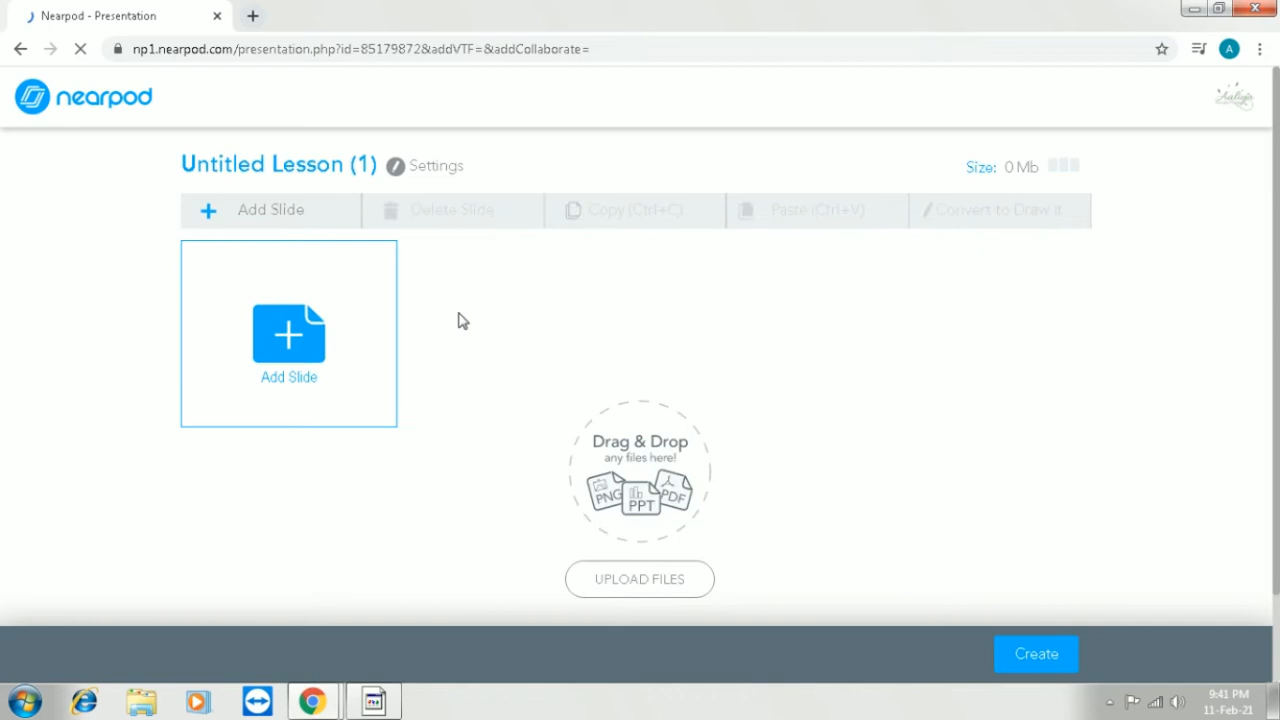 Nearpod - Presentation
np1.nearpod.com/presentation.php?id=85179872&addVTF=&addCollaborate=
A
nearpod
Untitled Lesson (1) Settings
Size: 0 Mb
Add Slide Delete Slide Copy (Ctrl+C) Paste (Ctrl+V) Convert to Draw it
Add Slide
Drag & Drop
any files here!
PNG PPT PDF
UPLOAD FILES
Create
9:41 PM
11-Feb-21